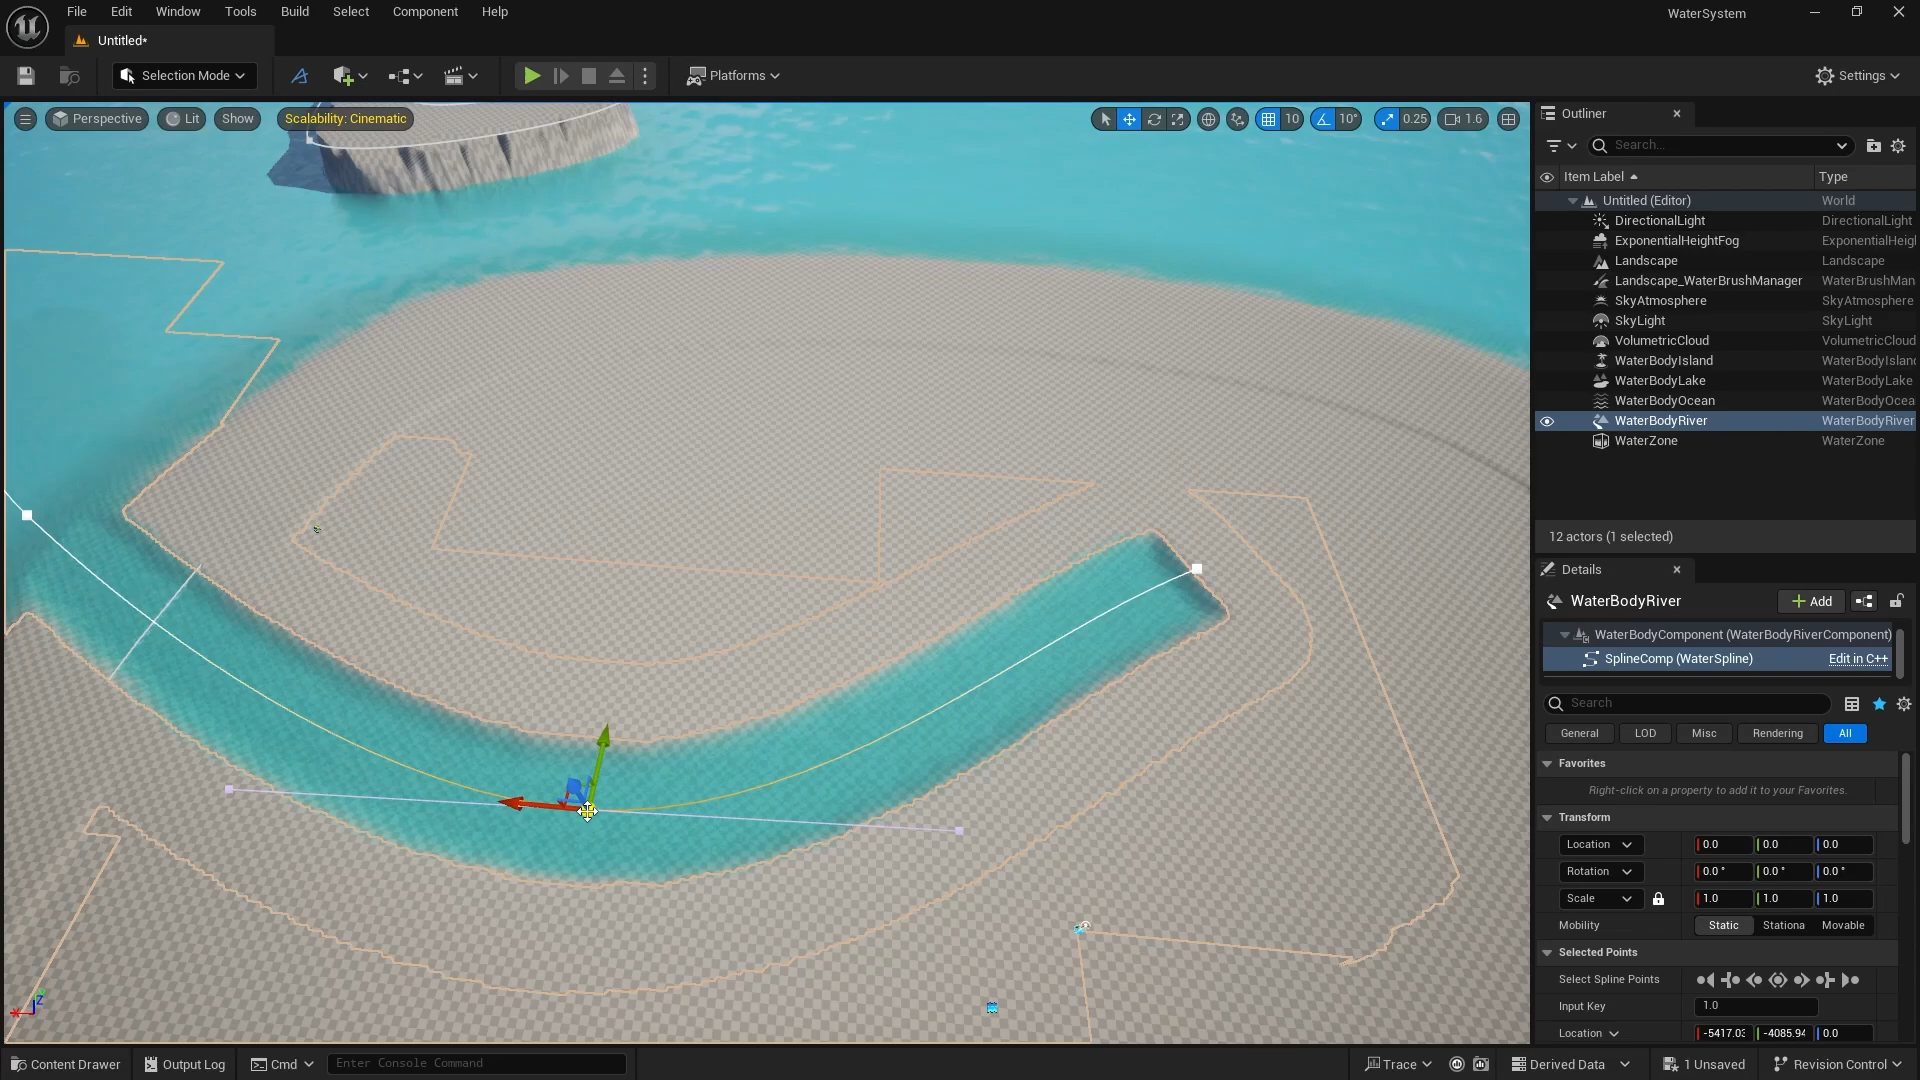 File Edit Window Tools Build Select Component Help
WaterSystem
Untitled*
Selection Mode
Platforms
Settings
Perspective Lit Show Scalability: Cinematic
10 10° 0.25 1.6
Outliner
Search...
Item Label Type
Untitled (Editor) World
DirectionalLight DirectionalLight
ExponentialHeightFog ExponentialHeigh
Landscape Landscape
Landscape_WaterBrushManager WaterBrushMan
SkyAtmosphere SkyAtmosphere
SkyLight SkyLight
VolumetricCloud VolumetricCloud
WaterBodyIsland WaterBodyIslanc
WaterBodyLake WaterBodyLake
WaterBodyOcean WaterBodyOcea
WaterBodyRiver WaterBodyRiver
WaterZone WaterZone
12 actors (1 selected)
Details
WaterBodyRiver
Add
WaterBodyComponent (WaterBodyRiverComponent)
SplineComp (WaterSpline) Edit in C++
Search
General LOD Misc Rendering All
Favorites
Right-click on a property to add it to your Favorites.
Transform
Location 0.0 0.0 0.0
Rotation 0.0 ° 0.0 ° 0.0 °
Scale 1.0 1.0 1.0
Mobility Static Stationa Movable
Selected Points
Select Spline Points
Input Key 1.0
Location -5417.03 -4085.94 0.0
Z
Content Drawer Output Log Cmd Enter Console Command
Trace Derived Data 1 Unsaved Revision Control